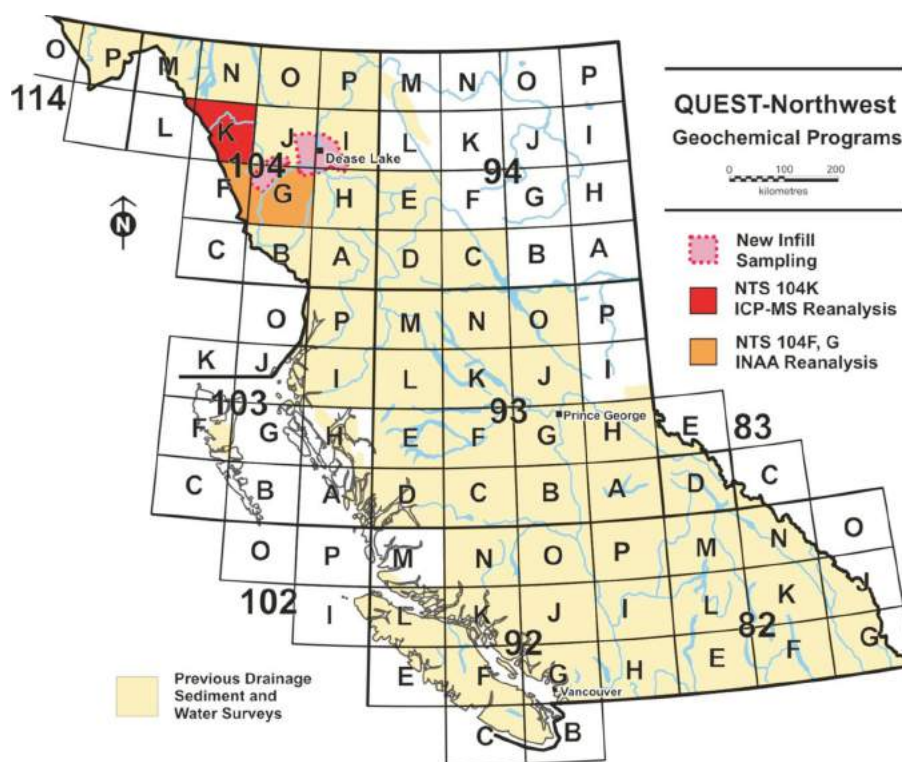 O P M N O P M N O P
114
L K J I L K J I
104 Dease Lake 94
F G H E F G H
N
C B A D C B A
O P M N O P
K J I L K J I
103 93 Prince George 83
F G H E F G H E
C B A D C B A D C
O P M N O P M N O
102 I L K J I L K J
92 82
E F G H E F G
Vancouver
C B
QUEST-Northwest
Geochemical Programs
0 100 200
kilometres
New Infill
Sampling
NTS 104K
ICP-MS Reanalysis
NTS 104F, G
INAA Reanalysis
Previous Drainage
Sediment and
Water Surveys